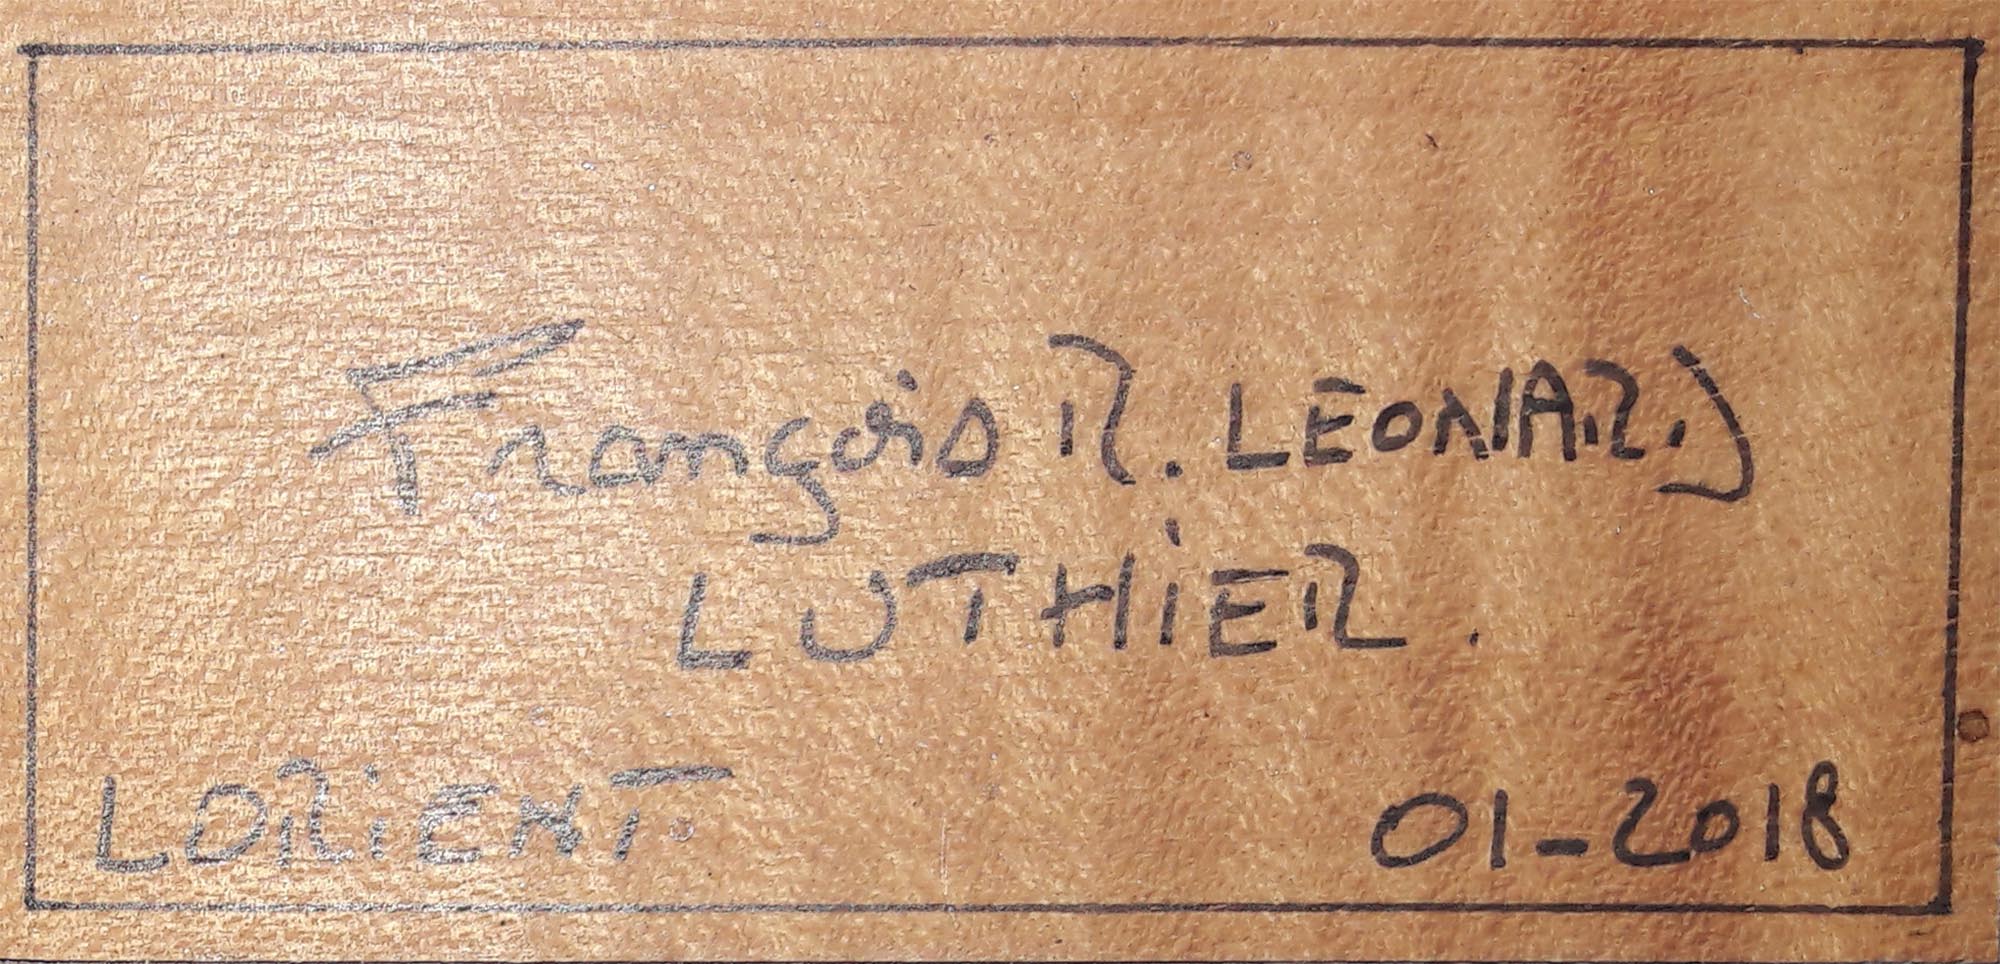 François R. LEONARD
LUTHiER.
LORiENT.
01-2018